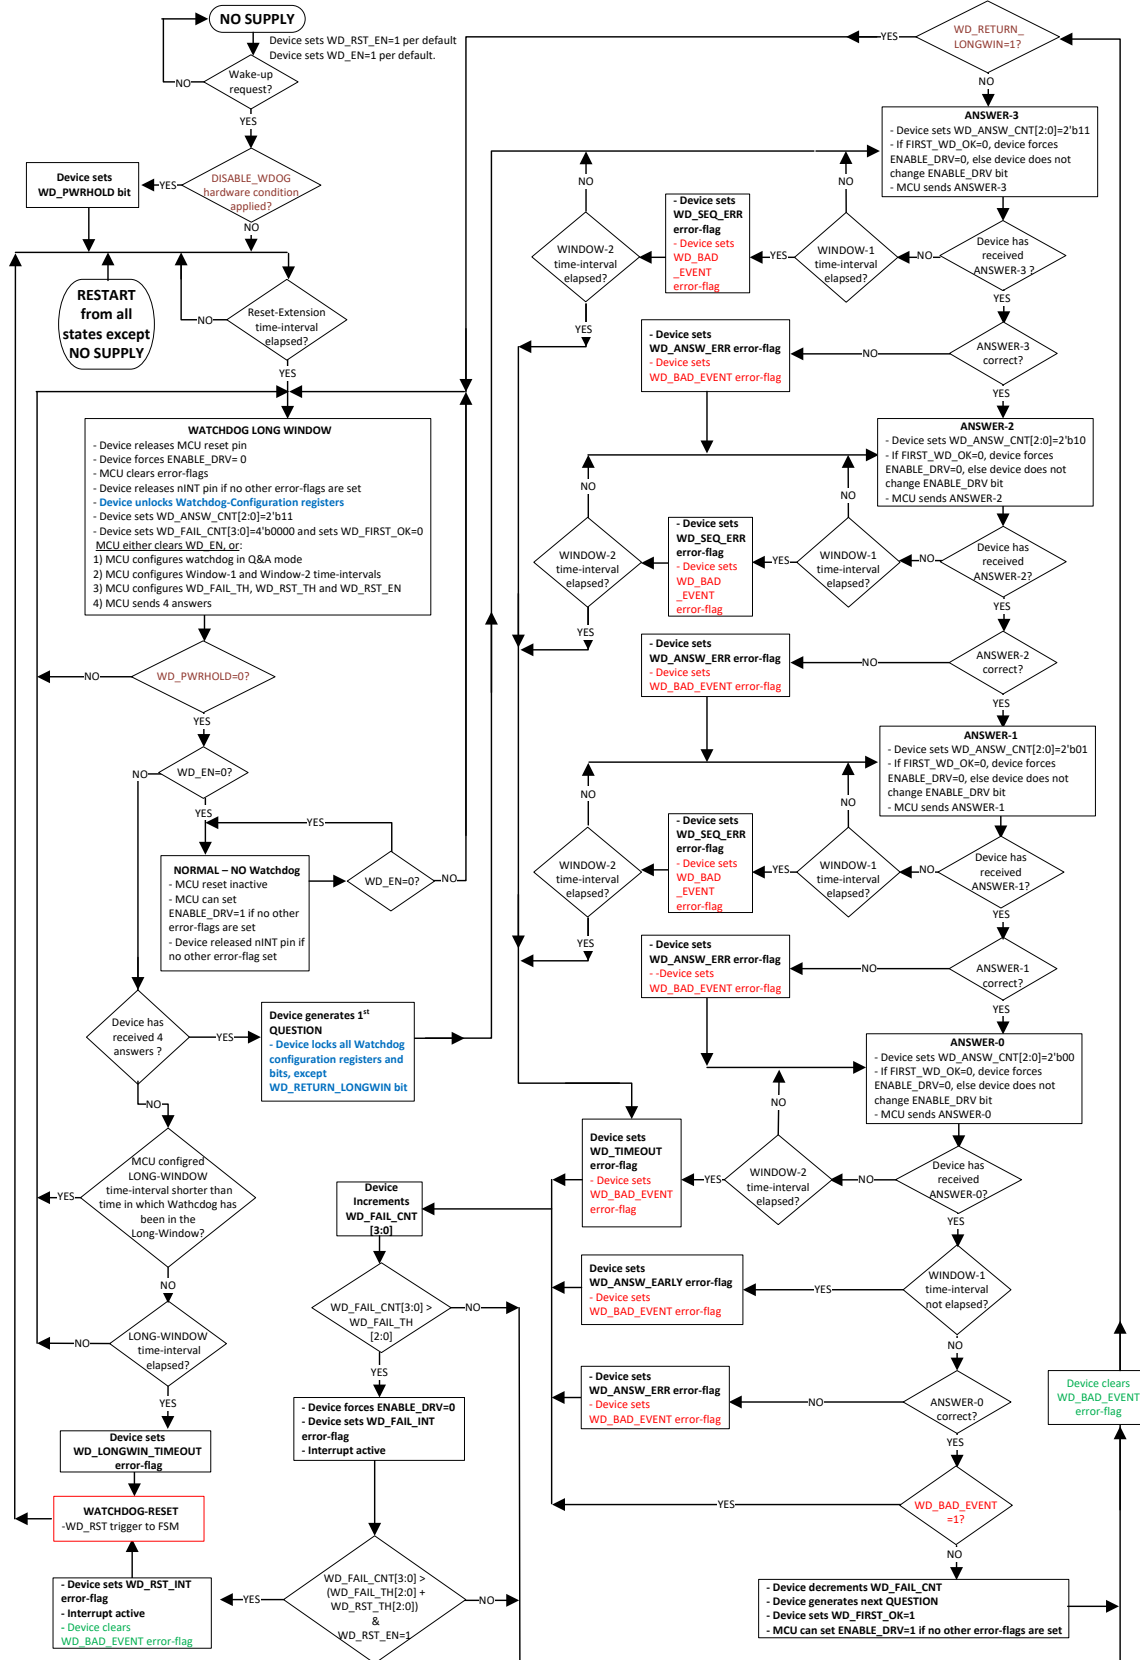 NO SUPPLY
Device sets WD_RST_EN=1 per default
Device sets WD_EN=1 per default.
Wake-up
request?
NO
YES
DISABLE_WDOG
hardware condition
applied?
YES
Device sets
WD_PWRHOLD bit
NO
RESTART
from all
states except
NO SUPPLY
Reset-Extension
time-interval
elapsed?
NO
YES
WATCHDOG LONG WINDOW
- Device releases MCU reset pin
- Device forces ENABLE_DRV= 0
- MCU clears error-flags
- Device releases nINT pin if no other error-flags are set
- Device unlocks Watchdog-Configuration registers
- Device sets WD_ANSW_CNT[2:0]=2'b11
- Device sets WD_FAIL_CNT[3:0]=4'b0000 and sets WD_FIRST_OK=0
MCU either clears WD_EN, or:
1) MCU configures watchdog in Q&A mode
2) MCU configures Window-1 and Window-2 time-intervals
3) MCU configures WD_FAIL_TH, WD_RST_TH and WD_RST_EN
4) MCU sends 4 answers
WD_PWRHOLD=0?
NO
YES
WD_EN=0?
NO
YES
YES
NORMAL – NO Watchdog
- MCU reset inactive
- MCU can set
ENABLE_DRV=1 if no other
error-flags are set
- Device released nINT pin if
no other error-flag set
WD_EN=0?
NO
Device has
received 4
answers ?
YES
Device generates 1st
QUESTION
- Device locks all Watchdog
configuration registers and
bits, except
WD_RETURN_LONGWIN bit
NO
MCU configred
LONG-WINDOW
time-interval shorter than
time in which Wathcdog has
been in the
Long-Window?
YES
NO
LONG-WINDOW
time-interval
elapsed?
NO
YES
Device sets
WD_LONGWIN_TIMEOUT
error-flag
WATCHDOG-RESET
-WD_RST trigger to FSM
- Device sets WD_RST_INT
error-flag
- Interrupt active
- Device clears
WD_BAD_EVENT error-flag
YES
WD_FAIL_CNT[3:0] >
(WD_FAIL_TH[2:0] +
WD_RST_TH[2:0])
&
WD_RST_EN=1
NO
Device
Increments
WD_FAIL_CNT
[3:0]
WD_FAIL_CNT[3:0] >
WD_FAIL_TH
[2:0]
NO
YES
- Device forces ENABLE_DRV=0
- Device sets WD_FAIL_INT
error-flag
- Interrupt active
WD_RETURN_
LONGWIN=1?
YES
NO
ANSWER-3
- Device sets WD_ANSW_CNT[2:0]=2'b11
- If FIRST_WD_OK=0, device forces
ENABLE_DRV=0, else device does not
change ENABLE_DRV bit
- MCU sends ANSWER-3
Device has
received
ANSWER-3 ?
NO
WINDOW-1
time-interval
elapsed?
NO
YES
- Device sets
WD_SEQ_ERR
error-flag
- Device sets
WD_BAD
_EVENT
error-flag
WINDOW-2
time-interval
elapsed?
NO
YES
YES
ANSWER-3
correct?
NO
- Device sets
WD_ANSW_ERR error-flag
- Device sets
WD_BAD_EVENT error-flag
YES
ANSWER-2
- Device sets WD_ANSW_CNT[2:0]=2'b10
- If FIRST_WD_OK=0, device forces
ENABLE_DRV=0, else device does not
change ENABLE_DRV bit
- MCU sends ANSWER-2
Device has
received
ANSWER-2?
NO
WINDOW-1
time-interval
elapsed?
NO
YES
- Device sets
WD_SEQ_ERR
error-flag
- Device sets
WD_BAD
_EVENT
error-flag
WINDOW-2
time-interval
elapsed?
NO
YES
YES
ANSWER-2
correct?
NO
- Device sets
WD_ANSW_ERR error-flag
- Device sets
WD_BAD_EVENT error-flag
YES
ANSWER-1
- Device sets WD_ANSW_CNT[2:0]=2'b01
- If FIRST_WD_OK=0, device forces
ENABLE_DRV=0, else device does not
change ENABLE_DRV bit
- MCU sends ANSWER-1
Device has
received
ANSWER-1?
NO
WINDOW-1
time-interval
elapsed?
NO
YES
- Device sets
WD_SEQ_ERR
error-flag
- Device sets
WD_BAD
_EVENT
error-flag
WINDOW-2
time-interval
elapsed?
NO
YES
YES
ANSWER-1
correct?
NO
- Device sets
WD_ANSW_ERR error-flag
- -Device sets
WD_BAD_EVENT error-flag
YES
ANSWER-0
- Device sets WD_ANSW_CNT[2:0]=2'b00
- If FIRST_WD_OK=0, device forces
ENABLE_DRV=0, else device does not
change ENABLE_DRV bit
- MCU sends ANSWER-0
Device has
received
ANSWER-0?
NO
WINDOW-2
time-interval
elapsed?
NO
YES
Device sets
WD_TIMEOUT
error-flag
- Device sets
WD_BAD_EVENT
error-flag
YES
WINDOW-1
time-interval
not elapsed?
YES
Device sets
WD_ANSW_EARLY error-flag
- Device sets
WD_BAD_EVENT error-flag
NO
ANSWER-0
correct?
NO
- Device sets
WD_ANSW_ERR error-flag
- Device sets
WD_BAD_EVENT error-flag
YES
WD_BAD_EVENT
=1?
YES
NO
- Device decrements WD_FAIL_CNT
- Device generates next QUESTION
- Device sets WD_FIRST_OK=1
- MCU can set ENABLE_DRV=1 if no other error-flags are set
Device clears
WD_BAD_EVENT
error-flag